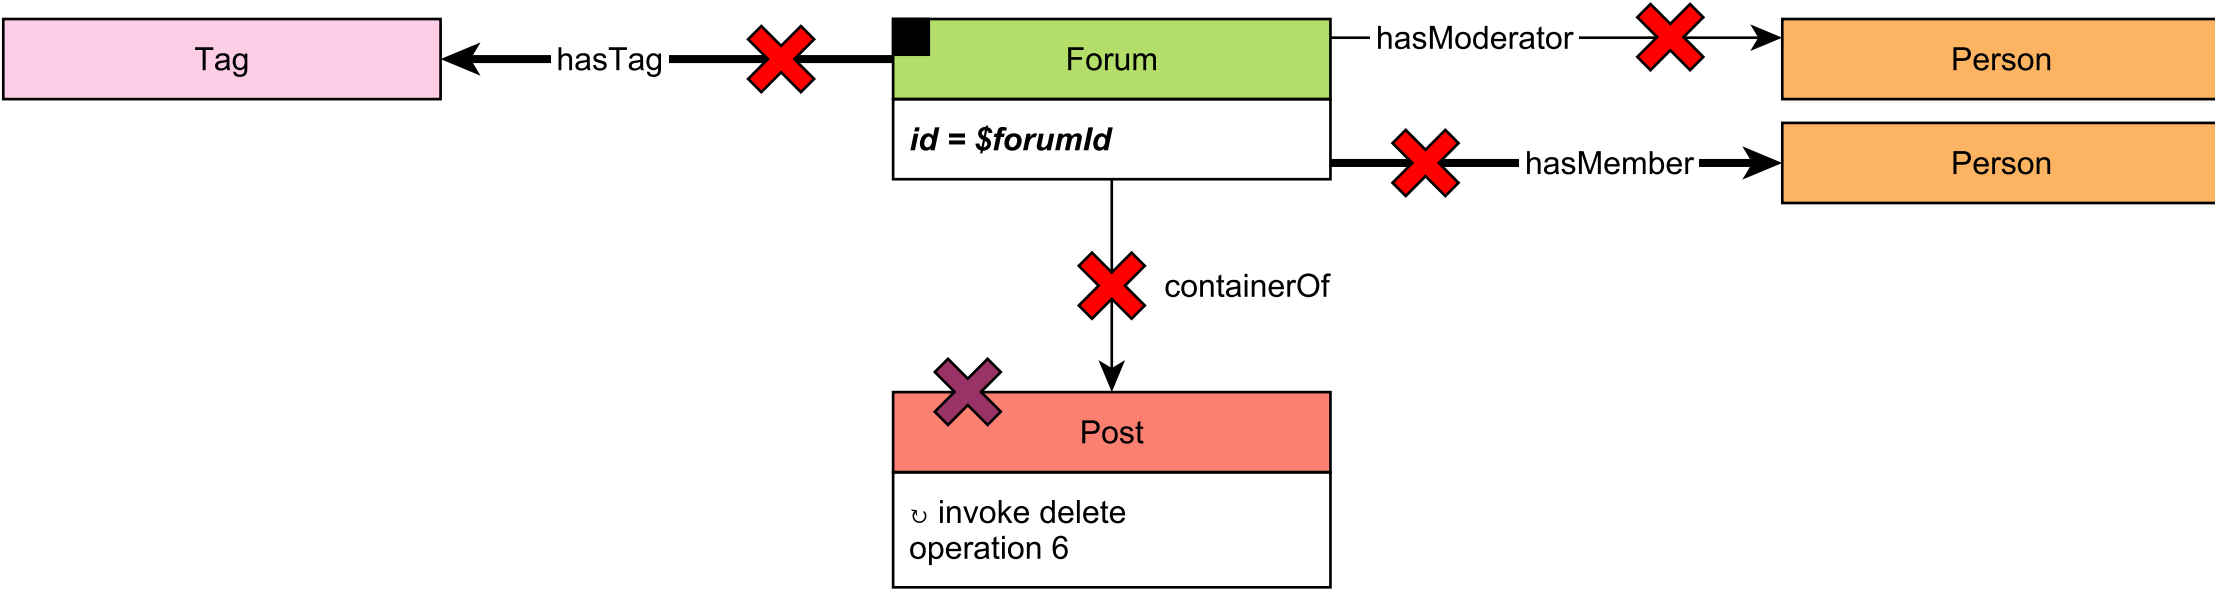 Tag
hasTag
Forum
hasModerator
Person
id = $forumId
hasMember
Person
containerOf
Post
↻ invoke delete
operation 6